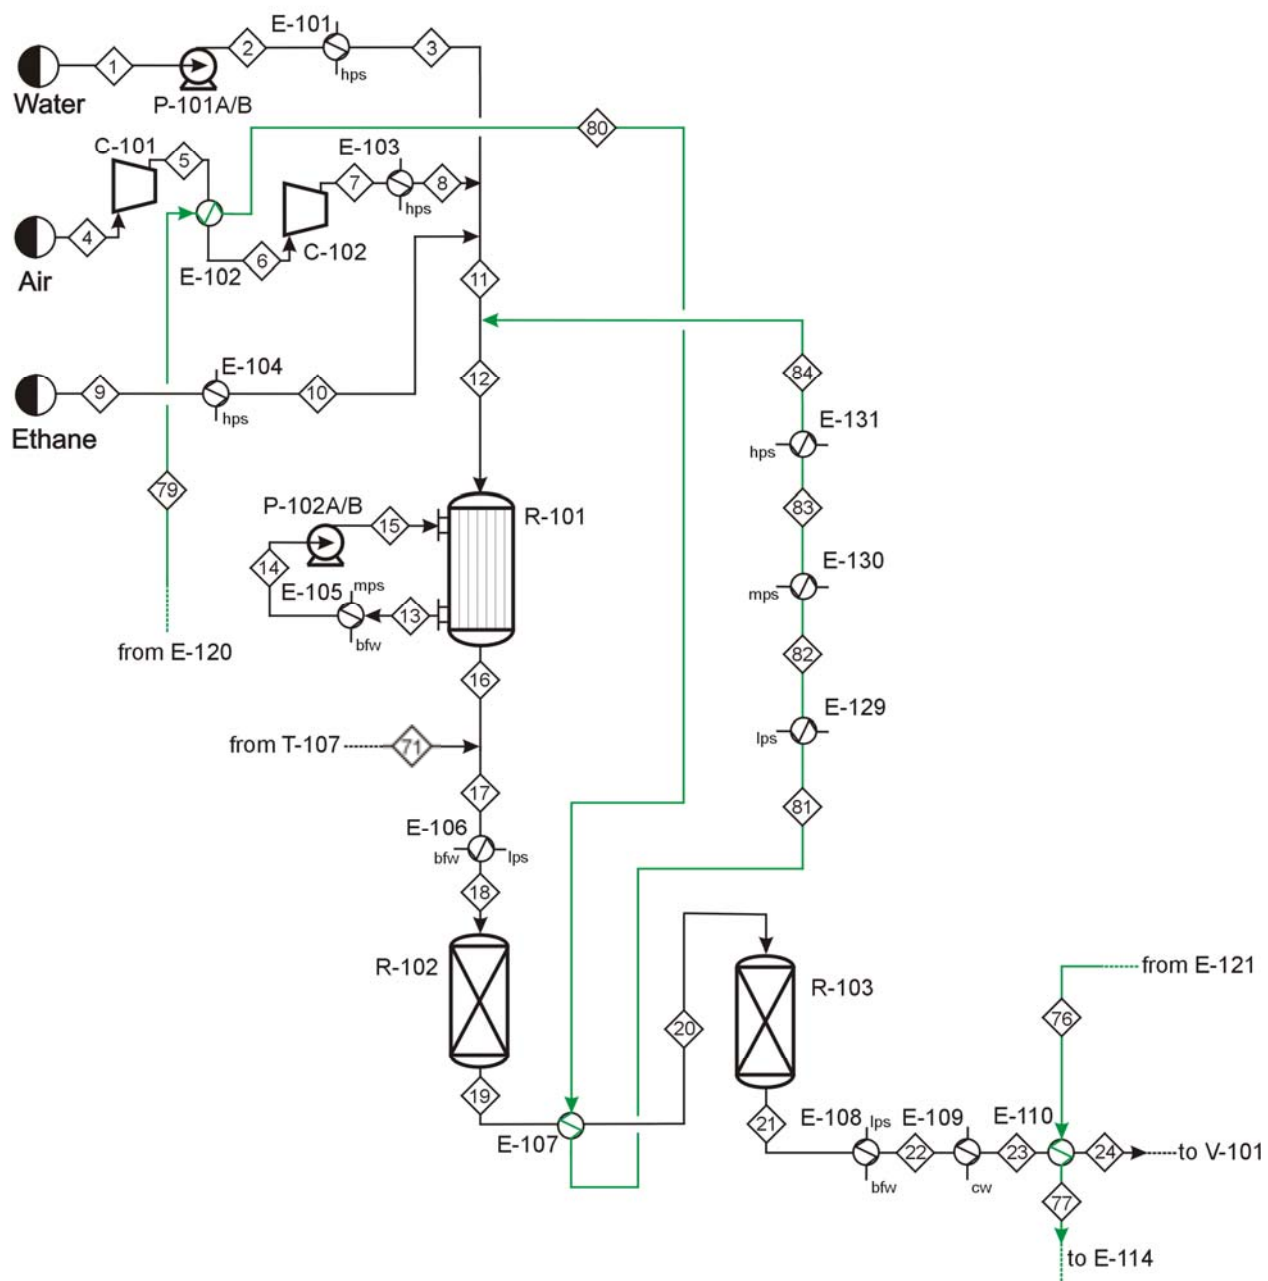 E-101
2
3
1
hps
P-101A/B
Water
80
C-101
5
E-103
7
8
hps
4
C-102
6
E-102
Air
11
E-104
84
12
9
10
hps
Ethane
E-131
hps
79
P-102A/B
15
R-101
83
14
E-105
mps
13
bfw
E-130
mps
from E-120
16
82
E-129
lps
from T-107
71
17
81
E-106
bfw
lps
18
R-102
from E-121
R-103
76
20
19
E-107
21
E-108
lps
E-109
E-110
22
23
24
to V-101
bfw
cw
77
to E-114